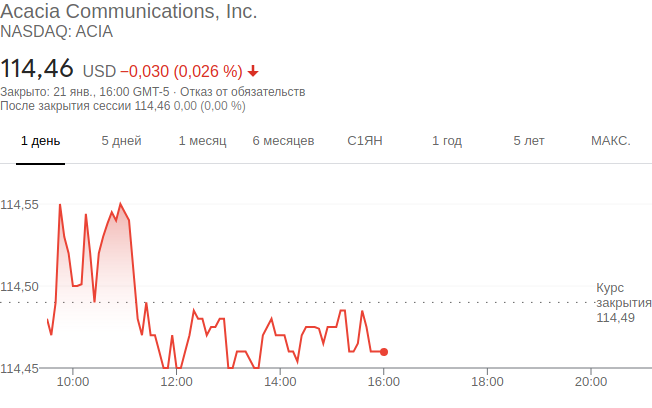 Acacia Communications, Inc.
NASDAQ: ACIA
114,46 USD −0,030 (0,026 %)
Закрыто: 21 янв., 16:00 GMT-5 · Отказ от обязательств
После закрытия сессии 114,46 0,00 (0,00 %)
1 день 5 дней 1 месяц 6 месяцев С1ЯН 1 год 5 лет МАКС.
114,55
114,50
Курс
закрытия
114,49
114,45
10:00 12:00 14:00 16:00 18:00 20:00